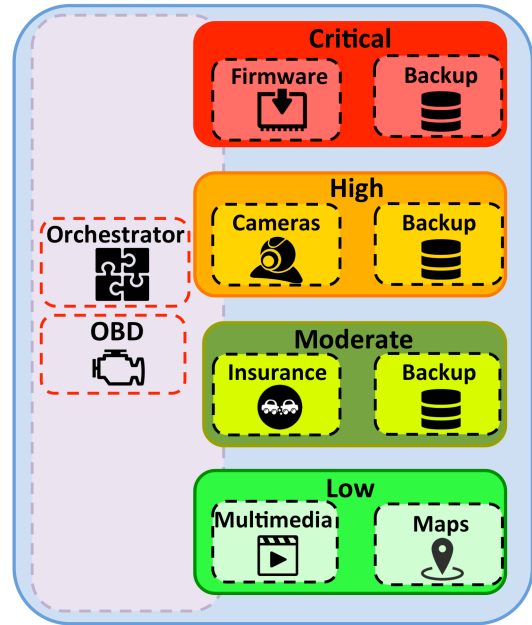 Critical
Firmware
Backup
High
Cameras
Backup
Orchestrator
OBD
Moderate
Insurance
Backup
Low
Multimedia
Maps